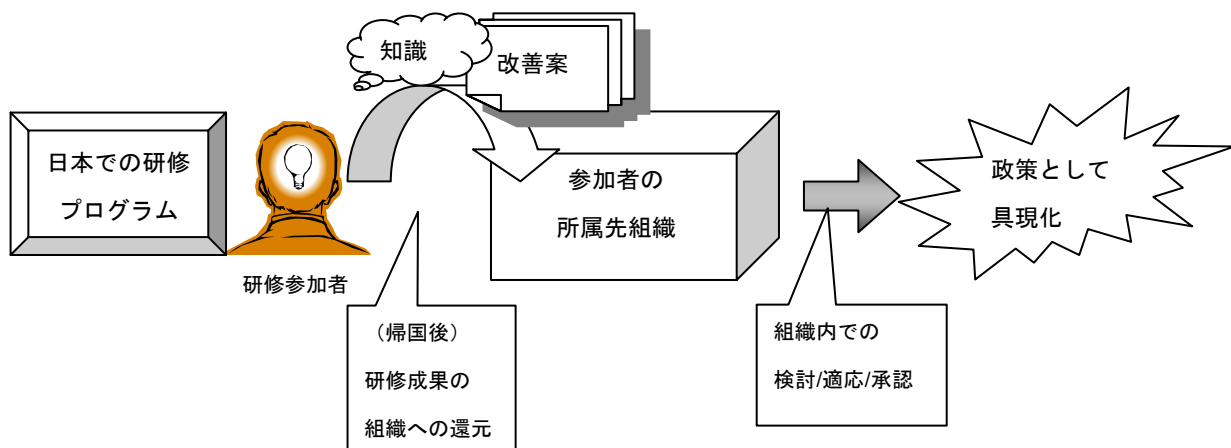 日本での研修
プログラム
研修参加者
知識
改善案
(帰国後)
研修成果の
組織への還元
参加者の
所属先組織
組織内での
検討/適応/承認
政策として
具現化